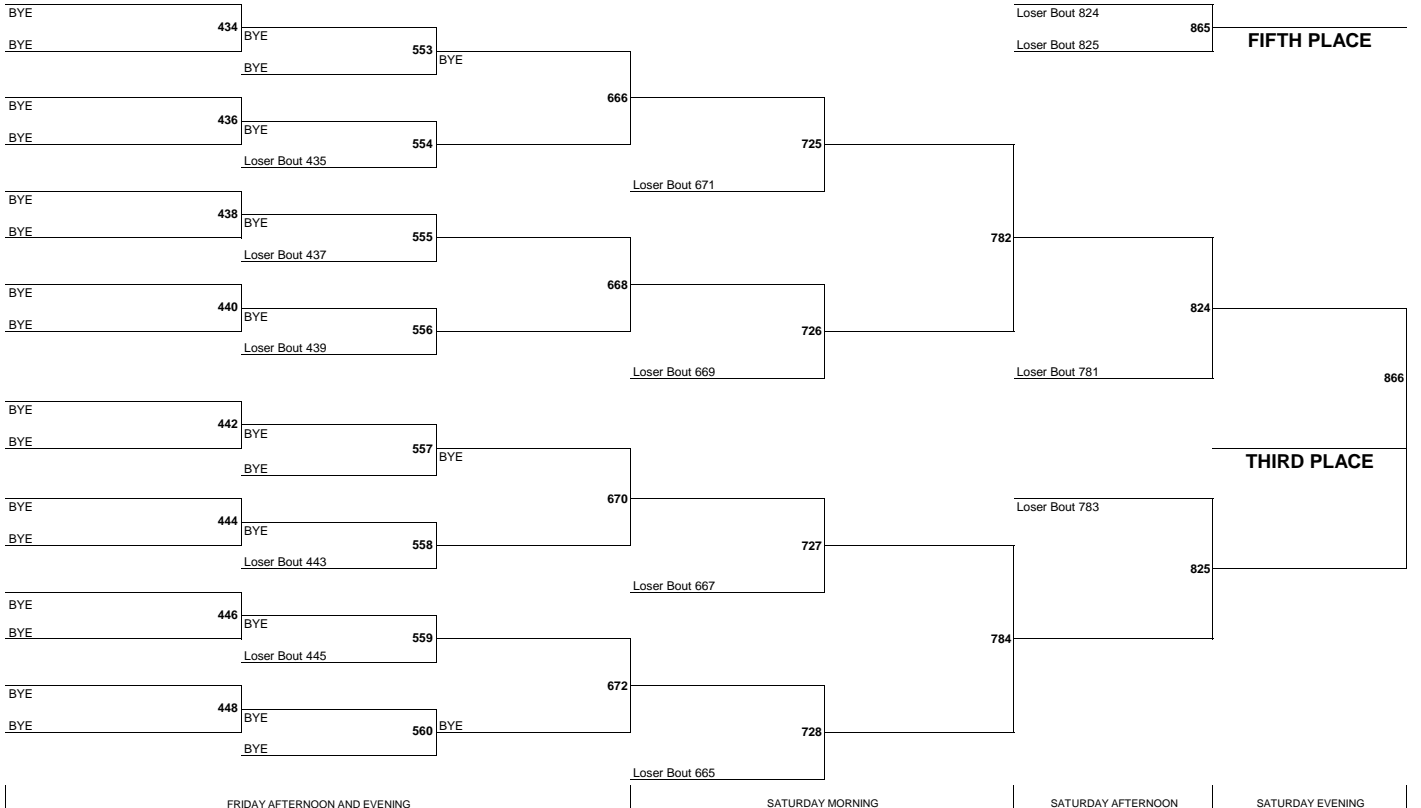 BYE
434
BYE
BYE
553
BYE
BYE
BYE
436
BYE
BYE
554
Loser Bout 435
666
BYE
438
BYE
BYE
555
Loser Bout 437
BYE
440
BYE
BYE
556
Loser Bout 439
668
725
Loser Bout 671
726
Loser Bout 669
782
BYE
442
BYE
BYE
557
BYE
BYE
BYE
444
BYE
BYE
558
Loser Bout 443
670
BYE
446
BYE
BYE
559
Loser Bout 445
BYE
448
BYE
BYE
560
BYE
BYE
672
727
Loser Bout 667
728
Loser Bout 665
784
Loser Bout 824
865
Loser Bout 825
FIFTH PLACE
824
Loser Bout 781
866
THIRD PLACE
Loser Bout 783
825
FRIDAY AFTERNOON AND EVENING
SATURDAY MORNING
SATURDAY AFTERNOON
SATURDAY EVENING